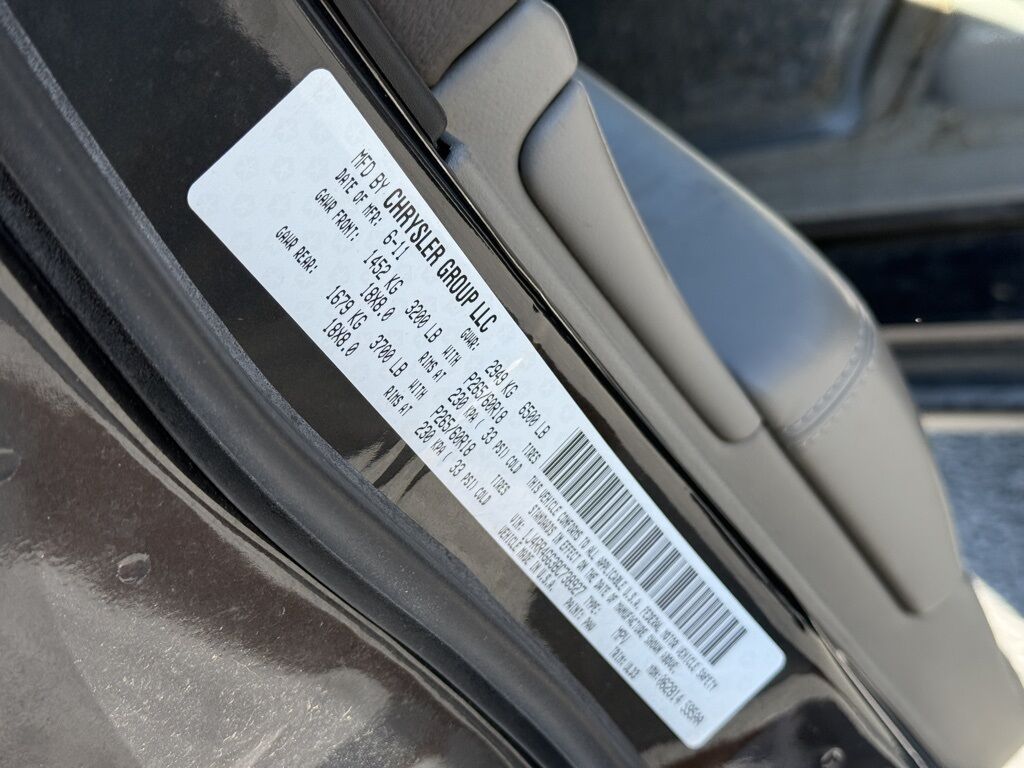 MFD BY CHRYSLER GROUP LLC
DATE OF MFR: 6-11 GVWR: 2949 KG 6500 LB
GAWR FRONT: 1452 KG 3200 LB WITH P265/60R18 TIRES
18X8.0 RIMS AT 230 KPA( 33 PSI) COLD
GAWR REAR: 1679 KG 3700 LB WITH P265/60R18 TIRES
18X8.0 RIMS AT 230 KPA( 33 PSI) COLD
THIS VEHICLE CONFORMS TO ALL APPLICABLE U.S.A. FEDERAL MOTOR VEHICLE SAFETY
STANDARDS IN EFFECT ON THE DATE OF MANUFACTURE SHOWN ABOVE.
VIN: TYPE: MPV
VEHICLE MADE IN U.S.A. PAINT: TRIM: